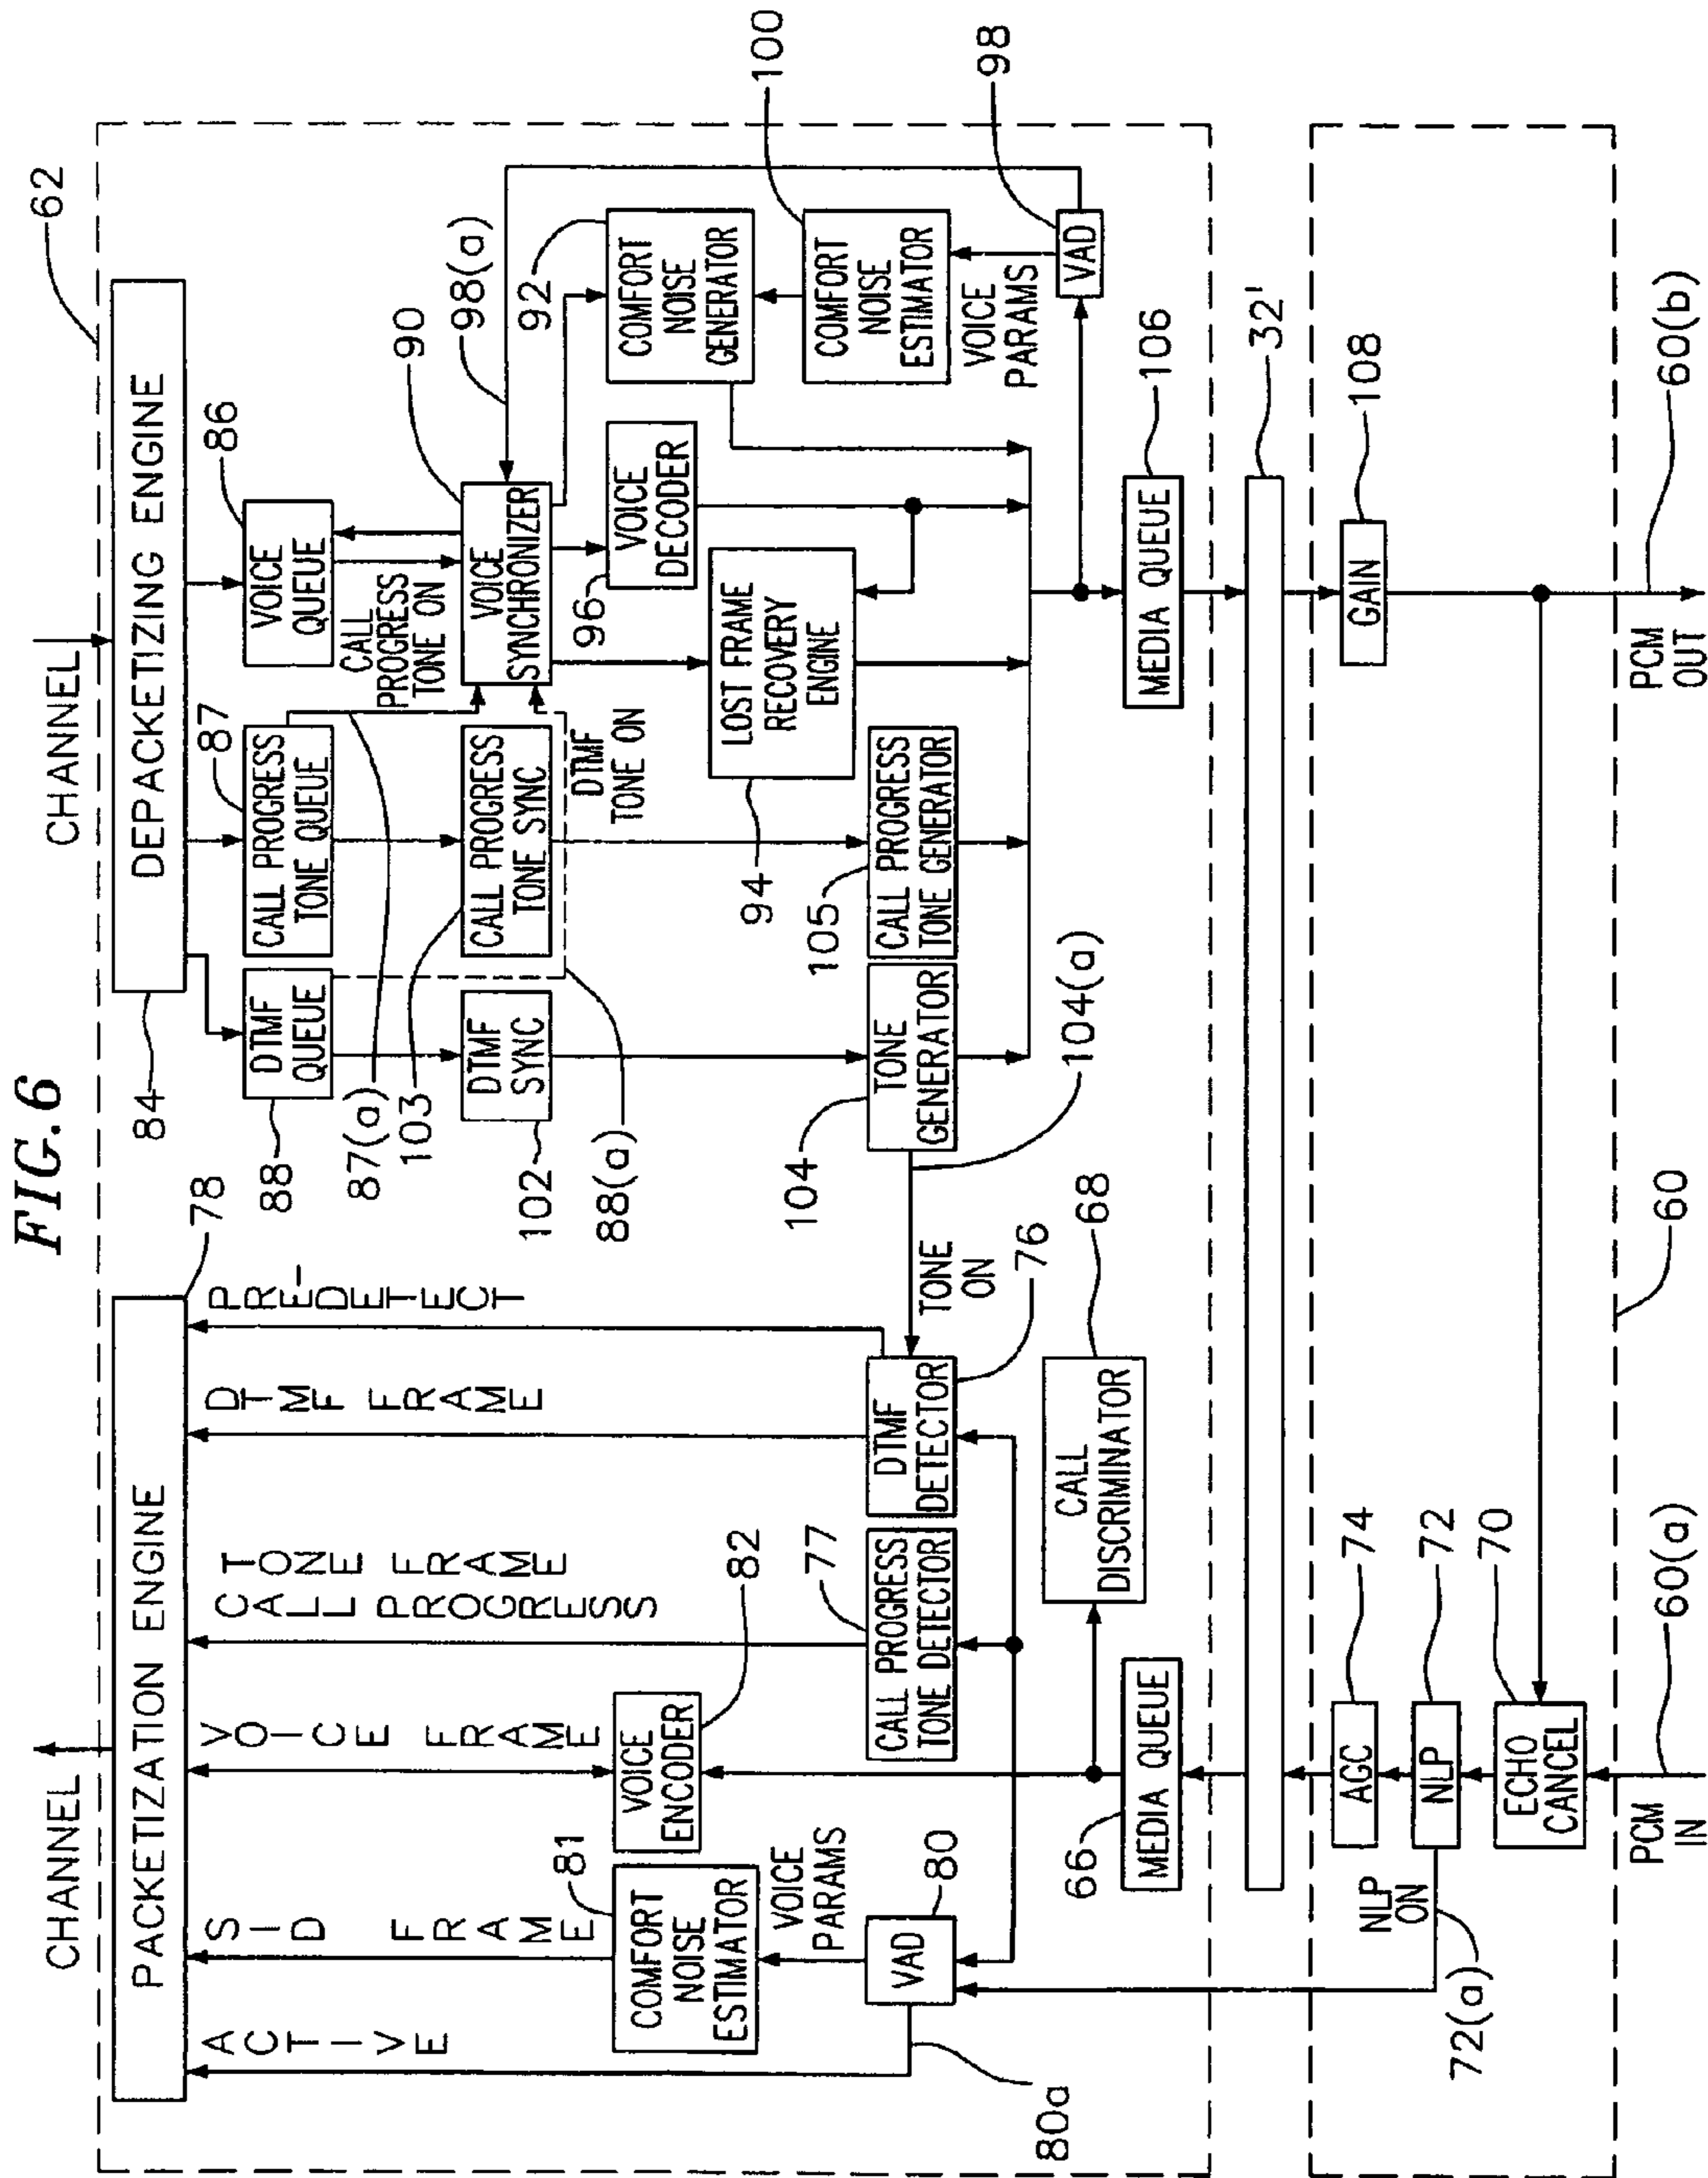 FIG. 6
CHANNEL
PACKETIZATION ENGINE
78
ACTIVE
SID FRAME
VOICE FRAME
CALL PROGRESS
TONE FRAME
DTMF FRAME
PRE-DETECT
COMFORT
NOISE
ESTIMATOR
81
VOICE
ENCODER
82
VOICE
PARAMS
VAD
80
80a
CALL PROGRESS
TONE DETECTOR
77
DTMF
DETECTOR
76
TONE
ON
CALL
DISCRIMINATOR
68
66
MEDIA QUEUE
NLP
ON
72(a)
AGC
74
NLP
72
ECHO
CANCEL
70
PCM
IN
60(a)
60
CHANNEL
62
84
DEPACKETIZING ENGINE
88
DTMF
QUEUE
87
CALL PROGRESS
TONE QUEUE
86
VOICE
QUEUE
87(a)
103
CALL
PROGRESS
TONE ON
90
98(a)
102
DTMF
SYNC
CALL PROGRESS
TONE SYNC
VOICE
SYNCHRONIZER
88(a)
DTMF
TONE ON
96
VOICE
DECODER
92
COMFORT
NOISE
GENERATOR
94
LOST FRAME
RECOVERY
ENGINE
COMFORT
NOISE
ESTIMATOR
100
104
TONE
GENERATOR
104(a)
105
CALL PROGRESS
TONE GENERATOR
VOICE
PARAMS
VAD
98
MEDIA QUEUE
106
32'
GAIN
108
PCM
OUT
60(b)